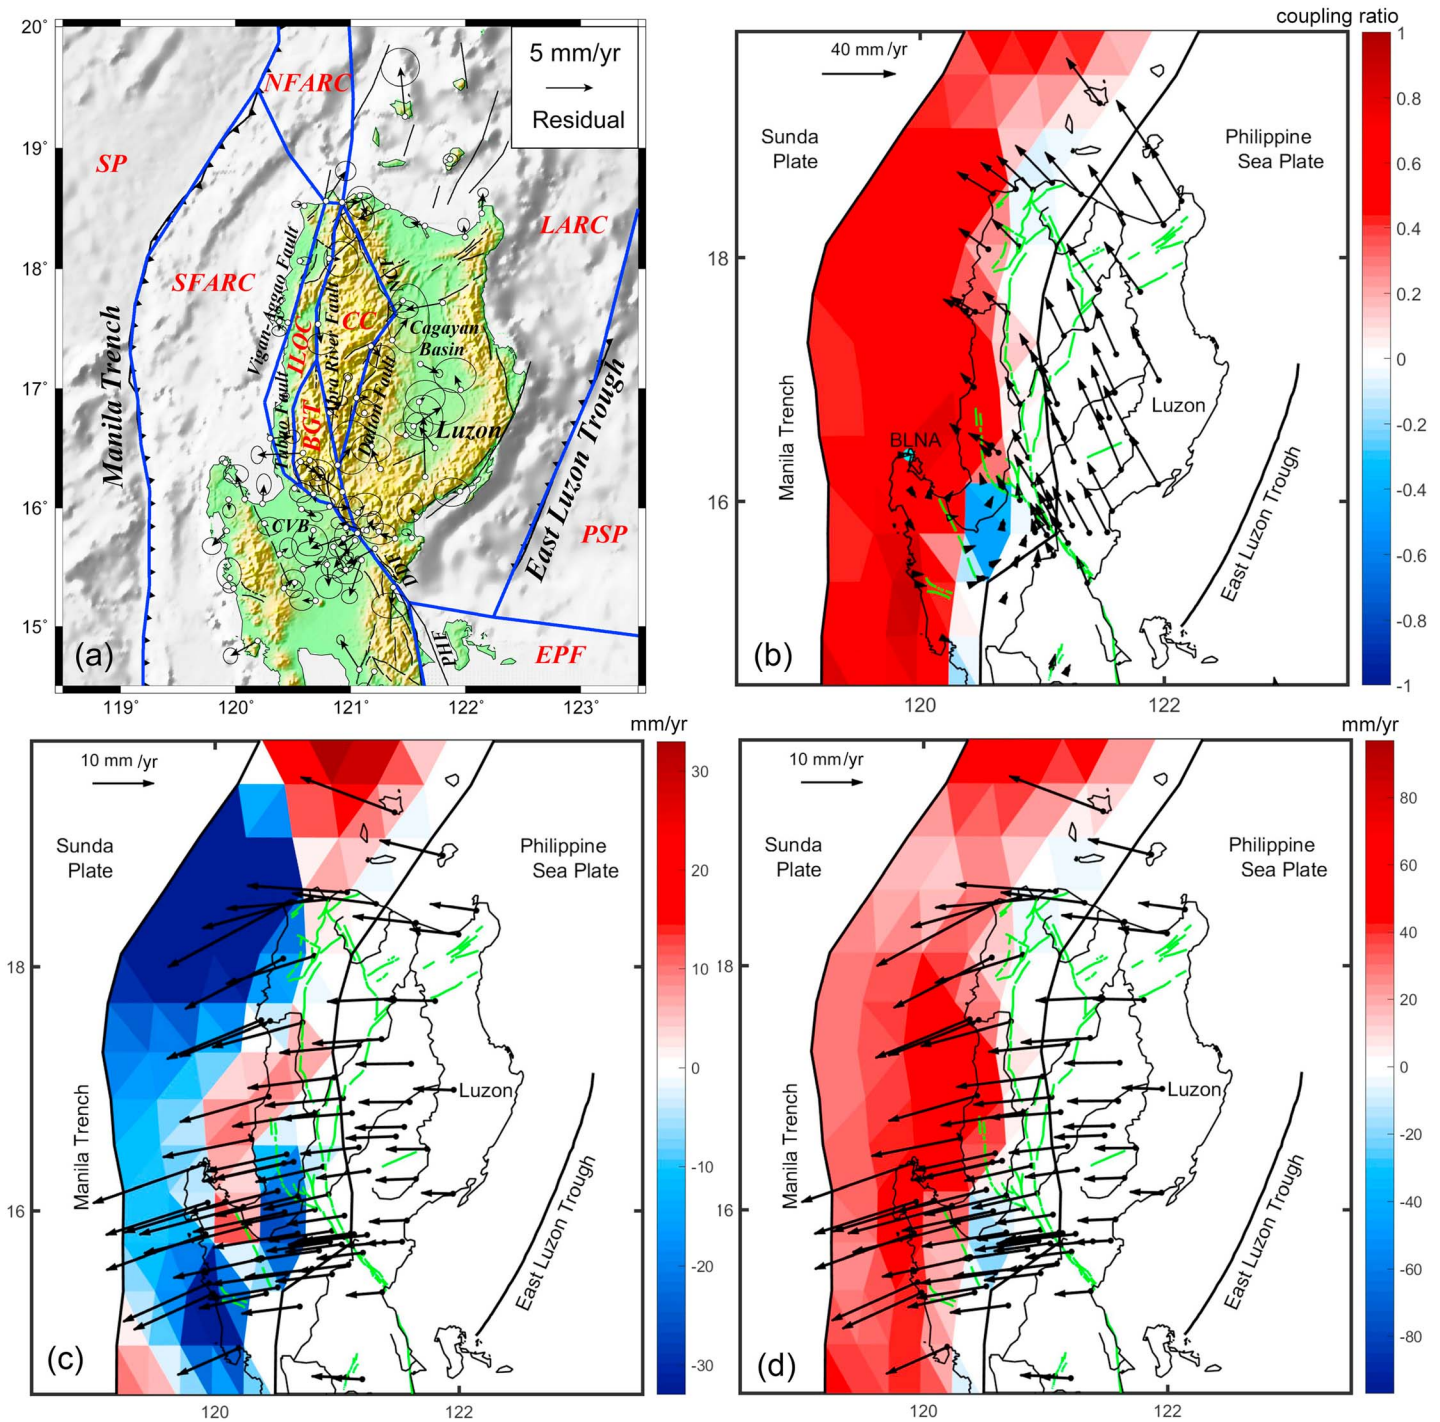 20°
19°
18°
17°
16°
15°
119°
120°
121°
122°
123°
5 mm/yr
Residual
NFARC
SP
LARC
SFARC
Vigan-Aggao Fault
NCT
ILOC
CC
Abra River Fault
Cagayan
Basin
Manila Trench
Tubao Fault
BGT
Dalton Fault
Luzon
East Luzon Trough
CVB
PSP
DDF
PHF
EPF
(a)
coupling ratio
40 mm/yr
Sunda
Plate
Philippine
Sea Plate
18
16
Manila Trench
BLNA
Luzon
East Luzon Trough
(b)
120
122
1
0.8
0.6
0.4
0.2
0
-0.2
-0.4
-0.6
-0.8
-1
mm/yr
10 mm/yr
Sunda
Plate
Philippine
Sea Plate
18
16
Manila Trench
Luzon
East Luzon Trough
(c)
120
122
30
20
10
0
-10
-20
-30
mm/yr
10 mm/yr
Sunda
Plate
Philippine
Sea Plate
18
16
Manila Trench
Luzon
East Luzon Trough
(d)
120
122
80
60
40
20
0
-20
-40
-60
-80